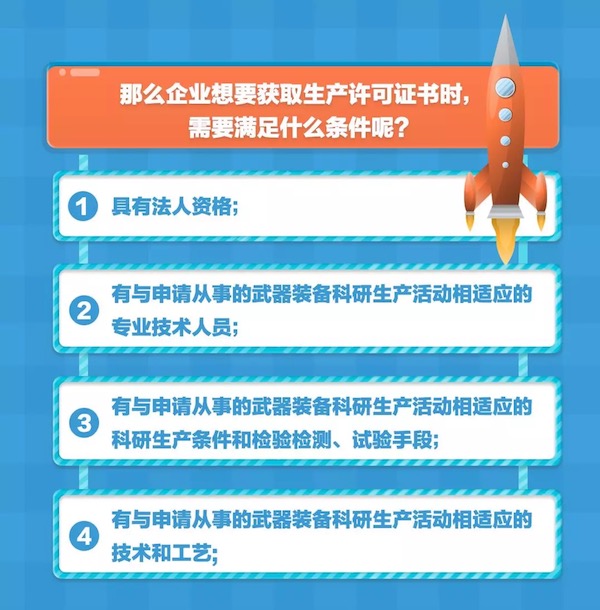 那么企业想要获取生产许可证书时，
需要满足什么条件呢？
1 具有法人资格；
2 有与申请从事的武器装备科研生产活动相适应的
专业技术人员；
3 有与申请从事的武器装备科研生产活动相适应的
科研生产条件和检验检测、试验手段；
4 有与申请从事的武器装备科研生产活动相适应的
技术和工艺；